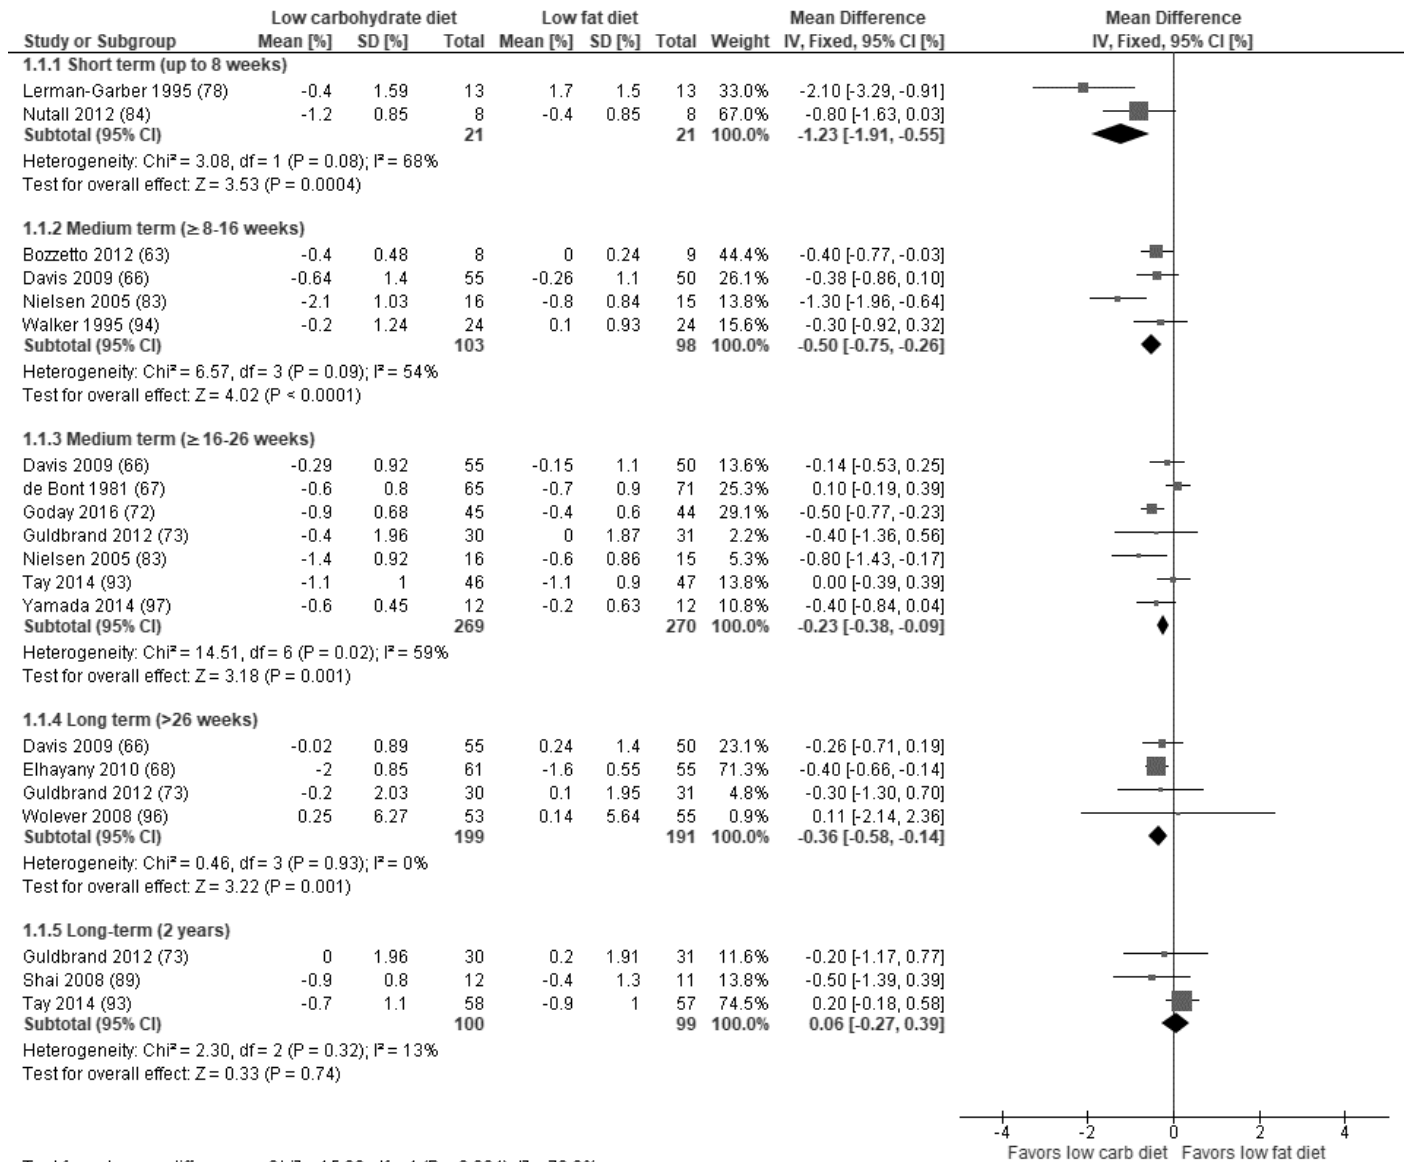 Low carbohydrate diet Low fat diet Mean Difference Mean Difference
Study or Subgroup Mean [%] SD [%] Total Mean [%] SD [%] Total Weight IV, Fixed, 95% CI [%] IV, Fixed, 95% CI [%]
1.1.1 Short term (up to 8 weeks)
Lerman-Garber 1995 (78) -0.4 1.59 13 1.7 1.5 13 33.0% -2.10 [-3.29, -0.91]
Nutall 2012 (84) -1.2 0.85 8 -0.4 0.85 8 67.0% -0.80 [-1.63, 0.03]
Subtotal (95% CI) 21 21 100.0% -1.23 [-1.91, -0.55]
Heterogeneity: Chi² = 3.08, df = 1 (P = 0.08); I² = 68%
Test for overall effect: Z = 3.53 (P = 0.0004)
1.1.2 Medium term (≥ 8-16 weeks)
Bozzetto 2012 (63) -0.4 0.48 8 0 0.24 9 44.4% -0.40 [-0.77, -0.03]
Davis 2009 (66) -0.64 1.4 55 -0.26 1.1 50 26.1% -0.38 [-0.86, 0.10]
Nielsen 2005 (83) -2.1 1.03 16 -0.8 0.84 15 13.8% -1.30 [-1.96, -0.64]
Walker 1995 (94) -0.2 1.24 24 0.1 0.93 24 15.6% -0.30 [-0.92, 0.32]
Subtotal (95% CI) 103 98 100.0% -0.50 [-0.75, -0.26]
Heterogeneity: Chi² = 6.57, df = 3 (P = 0.09); I² = 54%
Test for overall effect: Z = 4.02 (P < 0.0001)
1.1.3 Medium term (≥ 16-26 weeks)
Davis 2009 (66) -0.29 0.92 55 -0.15 1.1 50 13.6% -0.14 [-0.53, 0.25]
de Bont 1981 (67) -0.6 0.8 65 -0.7 0.9 71 25.3% 0.10 [-0.19, 0.39]
Goday 2016 (72) -0.9 0.68 45 -0.4 0.6 44 29.1% -0.50 [-0.77, -0.23]
Guldbrand 2012 (73) -0.4 1.96 30 0 1.87 31 2.2% -0.40 [-1.36, 0.56]
Nielsen 2005 (83) -1.4 0.92 16 -0.6 0.86 15 5.3% -0.80 [-1.43, -0.17]
Tay 2014 (93) -1.1 1 46 -1.1 0.9 47 13.8% 0.00 [-0.39, 0.39]
Yamada 2014 (97) -0.6 0.45 12 -0.2 0.63 12 10.8% -0.40 [-0.84, 0.04]
Subtotal (95% CI) 269 270 100.0% -0.23 [-0.38, -0.09]
Heterogeneity: Chi² = 14.51, df = 6 (P = 0.02); I² = 59%
Test for overall effect: Z = 3.18 (P = 0.001)
1.1.4 Long term (>26 weeks)
Davis 2009 (66) -0.02 0.89 55 0.24 1.4 50 23.1% -0.26 [-0.71, 0.19]
Elhayany 2010 (68) -2 0.85 61 -1.6 0.55 55 71.3% -0.40 [-0.66, -0.14]
Guldbrand 2012 (73) -0.2 2.03 30 0.1 1.95 31 4.8% -0.30 [-1.30, 0.70]
Wolever 2008 (96) 0.25 6.27 53 0.14 5.64 55 0.9% 0.11 [-2.14, 2.36]
Subtotal (95% CI) 199 191 100.0% -0.36 [-0.58, -0.14]
Heterogeneity: Chi² = 0.46, df = 3 (P = 0.93); I² = 0%
Test for overall effect: Z = 3.22 (P = 0.001)
1.1.5 Long-term (2 years)
Guldbrand 2012 (73) 0 1.96 30 0.2 1.91 31 11.6% -0.20 [-1.17, 0.77]
Shai 2008 (89) -0.9 0.8 12 -0.4 1.3 11 13.8% -0.50 [-1.39, 0.39]
Tay 2014 (93) -0.7 1.1 58 -0.9 1 57 74.5% 0.20 [-0.18, 0.58]
Subtotal (95% CI) 100 99 100.0% 0.06 [-0.27, 0.39]
Heterogeneity: Chi² = 2.30, df = 2 (P = 0.32); I² = 13%
Test for overall effect: Z = 0.33 (P = 0.74)
-4 -2 0 2 4
Favors low carb diet Favors low fat diet